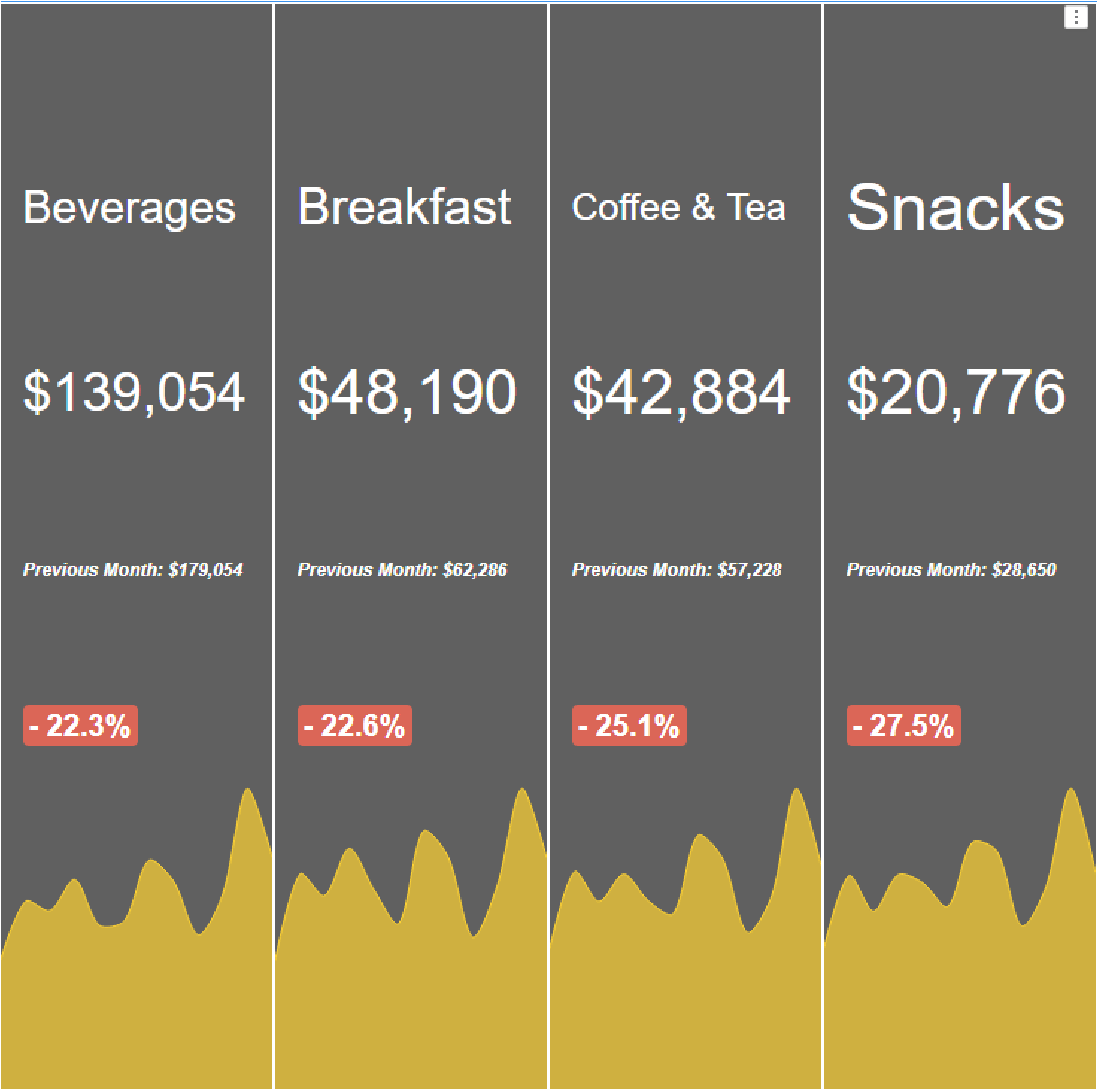 Beverages
$139,054
Previous Month: $179,054
- 22.3%
Breakfast
$48,190
Previous Month: $62,286
- 22.6%
Coffee & Tea
$42,884
Previous Month: $57,228
- 25.1%
Snacks
$20,776
Previous Month: $28,650
- 27.5%